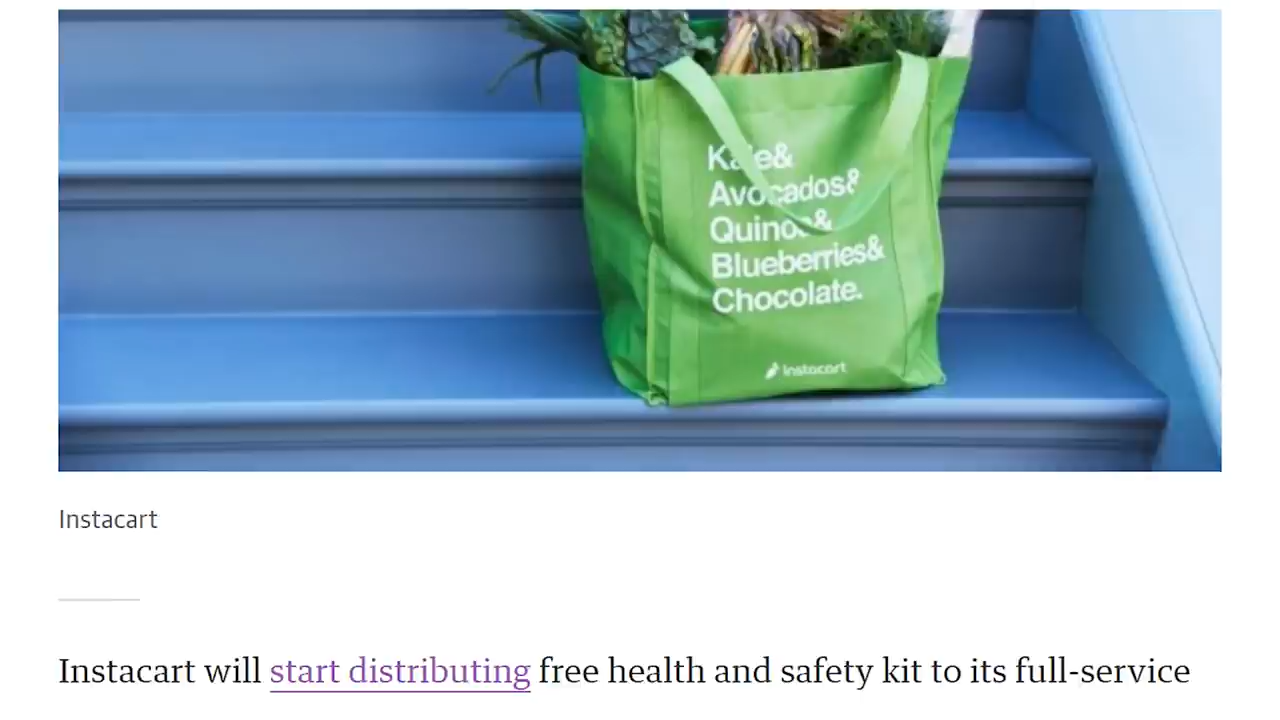 Kale&
Avocados&
Quinoa&
Blueberries&
Chocolate.
instacart
Instacart
Instacart will start distributing free health and safety kit to its full-service